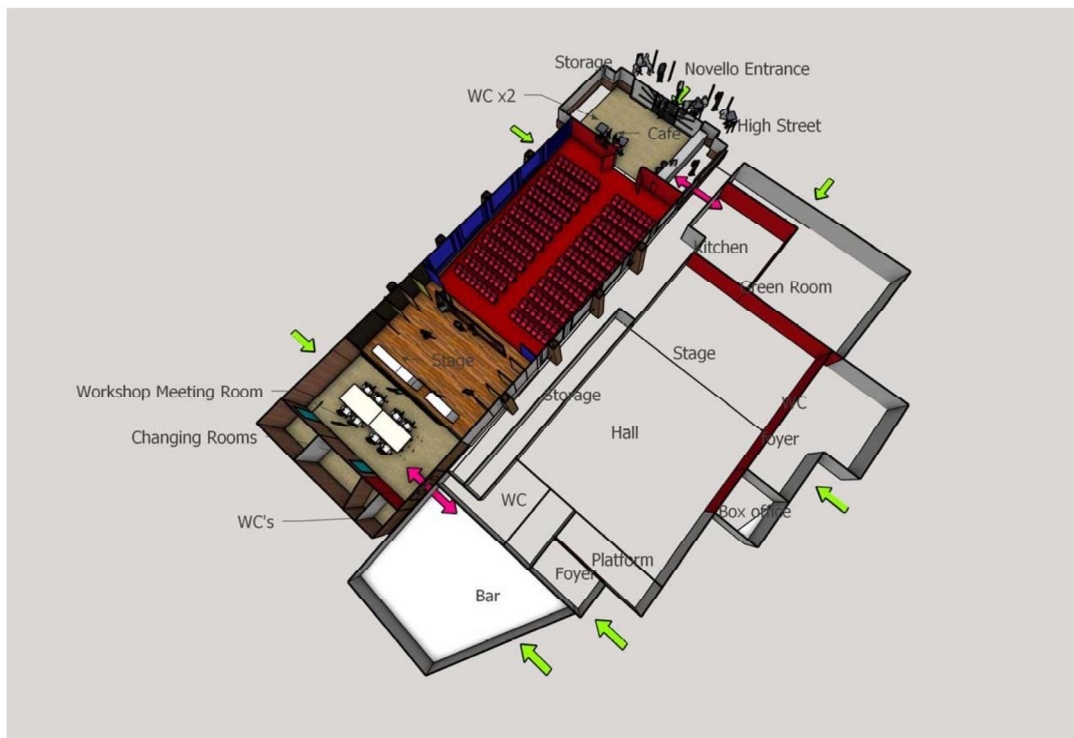 Storage
Novello Entrance
WC x2
High Street
Cafe
Kitchen
Green Room
Stage
Stage
Workshop Meeting Room
Storage
WC
Changing Rooms
Hall
foyer
WC
Box office
WC's
Platform
Foyer
Bar